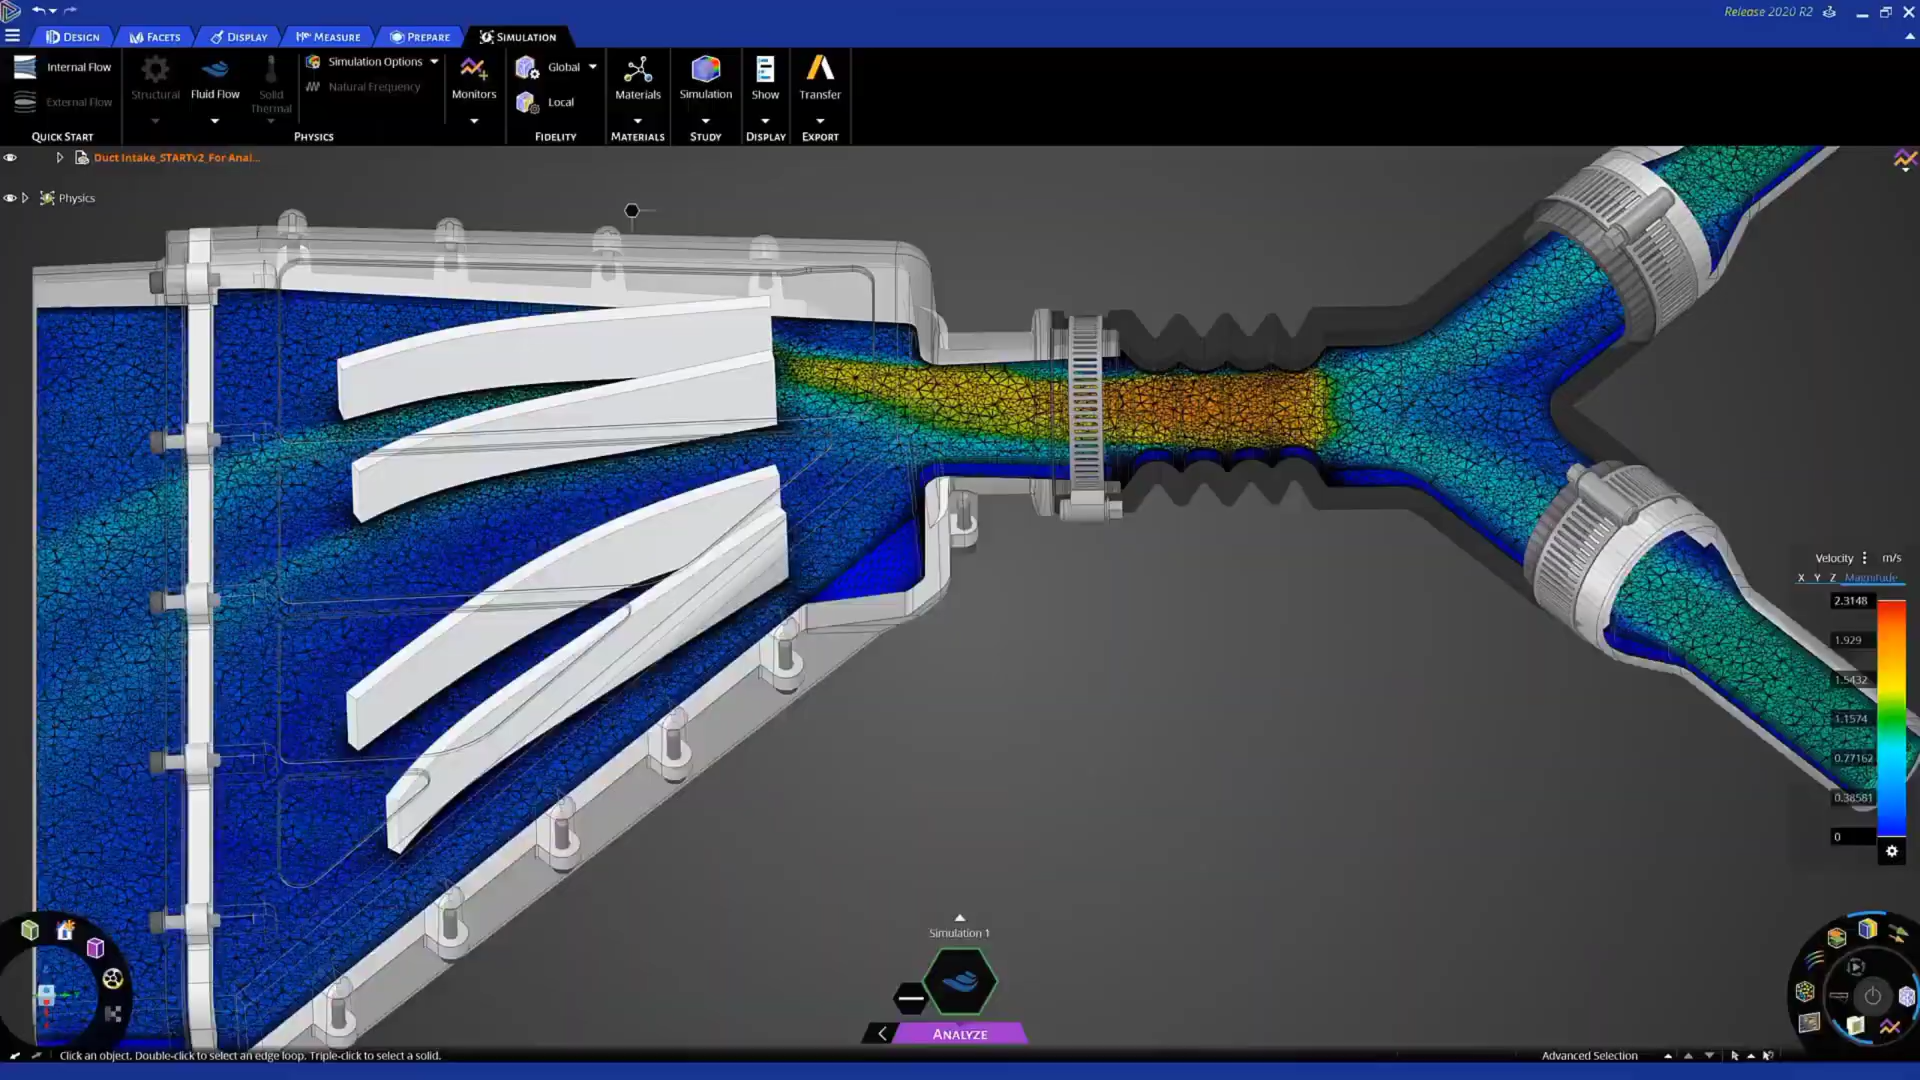 Release 2020 R2
DESIGN
FACETS
DISPLAY
MEASURE
PREPARE
SIMULATION
Internal Flow
External Flow
QUICK START
Structural
Fluid Flow
Solid
Thermal
Simulation Options
Natural Frequency
PHYSICS
Monitors
Global
Local
FIDELITY
Materials
MATERIALS
Simulation
STUDY
Show
DISPLAY
Transfer
EXPORT
Duct Intake_STARTv2_For Anal...
Physics
Velocity
m/s
X Y Z Magnitude
2.3148
1.929
1.5432
1.1574
0.77162
0.38581
0
Simulation 1
ANALYZE
Click an object. Double-click to select an edge loop. Triple-click to select a solid.
Advanced Selection